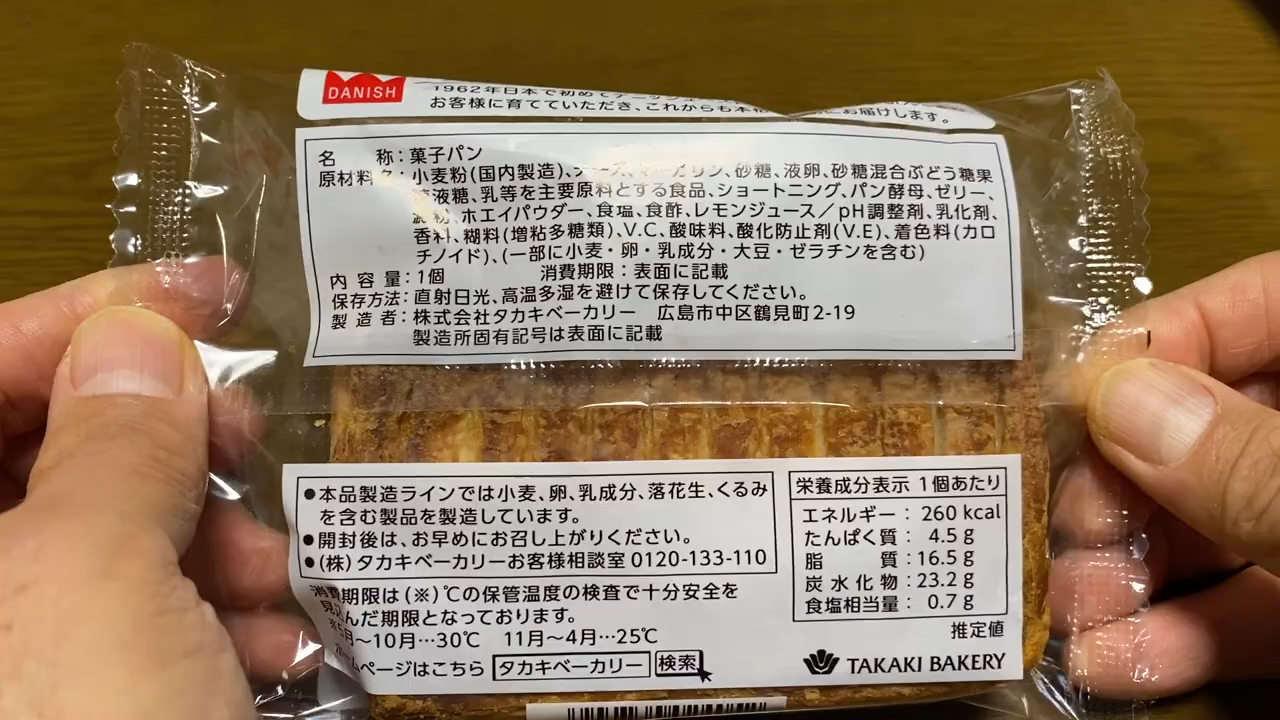 DANISH
1962年日本で初めて
お客様に育てていただき、これからも本 にお届けします。
名 称：菓子パン
原材料名：小麦粉(国内製造)、チーズ、マーガリン、砂糖、液卵、砂糖混合ぶどう糖果
糖液糖、乳等を主要原料とする食品、ショートニング、パン酵母、ゼリー、
澱粉、ホエイパウダー、食塩、食酢、レモンジュース／pH調整剤、乳化剤、
香料、糊料(増粘多糖類)、V.C、酸味料、酸化防止剤(V.E)、着色料(カロ
チノイド)、(一部に小麦・卵・乳成分・大豆・ゼラチンを含む)
内容量：1個 消費期限：表面に記載
保存方法：直射日光、高温多湿を避けて保存してください。
製造者：株式会社タカキベーカリー 広島市中区鶴見町2-19
製造所固有記号は表面に記載
●本品製造ラインでは小麦、卵、乳成分、落花生、くるみ
を含む製品を製造しています。
●開封後は、お早めにお召し上がりください。
●(株)タカキベーカリーお客様相談室 0120-133-110
消費期限は(※)℃の保管温度の検査で十分安全を
見込んだ期限となっております。
※5月〜10月…30℃ 11月〜4月…25℃
ホームページはこちら タカキベーカリー 検索
栄養成分表示 1個あたり
エネルギー：260 kcal
たんぱく質：4.5 g
脂質：16.5 g
炭水化物：23.2 g
食塩相当量：0.7 g
推定値
TAKAKI BAKERY